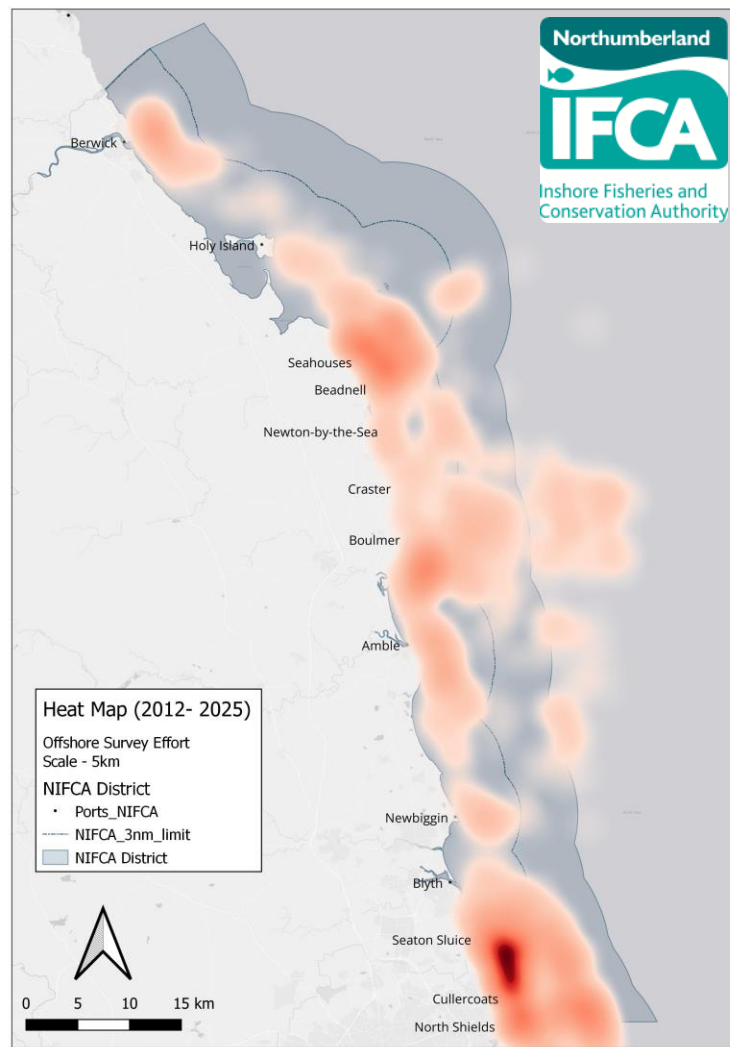 Northumberland
IFCA
Inshore Fisheries and
Conservation Authority
Berwick
Holy Island
Seahouses
Beadnell
Newton-by-the-Sea
Craster
Boulmer
Amble
Newbiggin
Blyth
Seaton Sluice
Cullercoats
North Shields
Heat Map (2012- 2025)
Offshore Survey Effort
Scale - 5km
NIFCA District
Ports_NIFCA
NIFCA_3nm_limit
NIFCA District
0 5 10 15 km